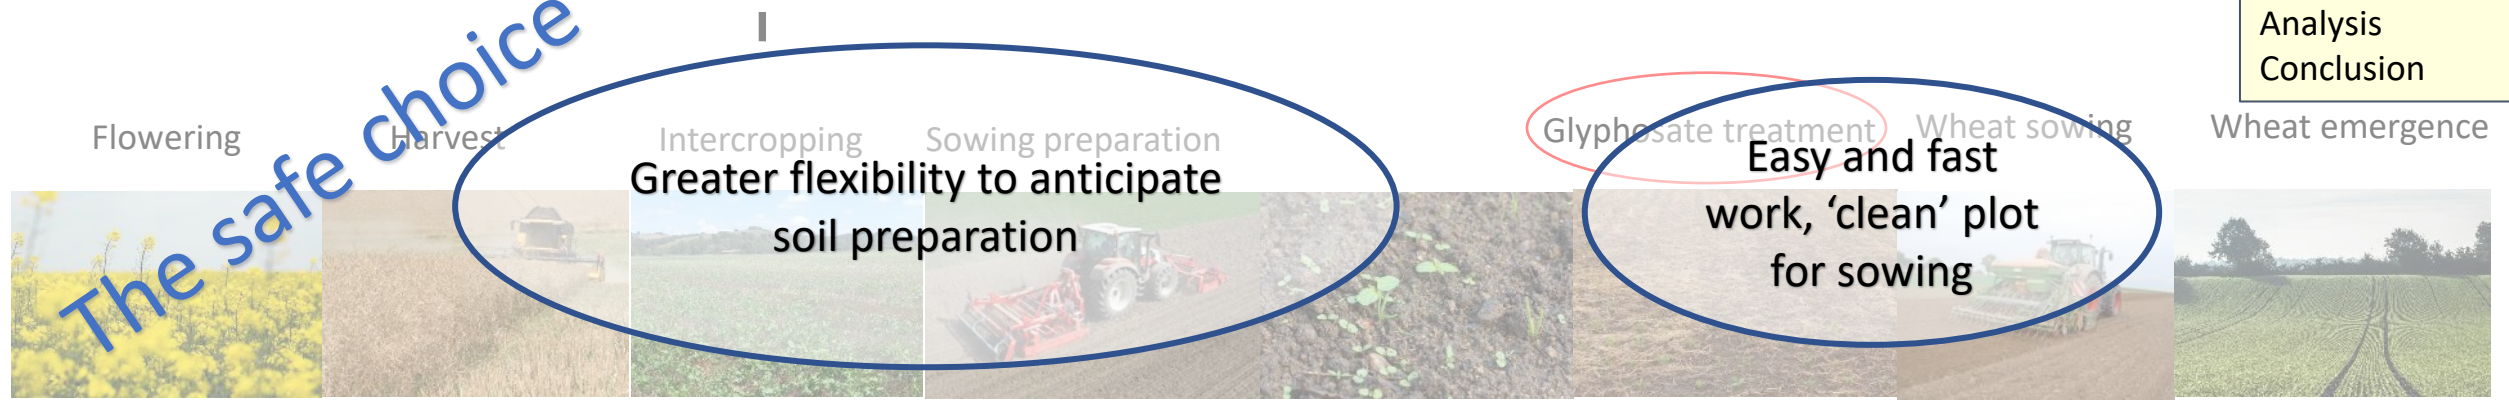 The safe choice
Analysis
Conclusion
Flowering
Harvest
Intercropping
Sowing preparation
Glyphosate treatment
Wheat sowing
Wheat emergence
Greater flexibility to anticipate
soil preparation
Easy and fast
work, ‘clean’ plot
for sowing